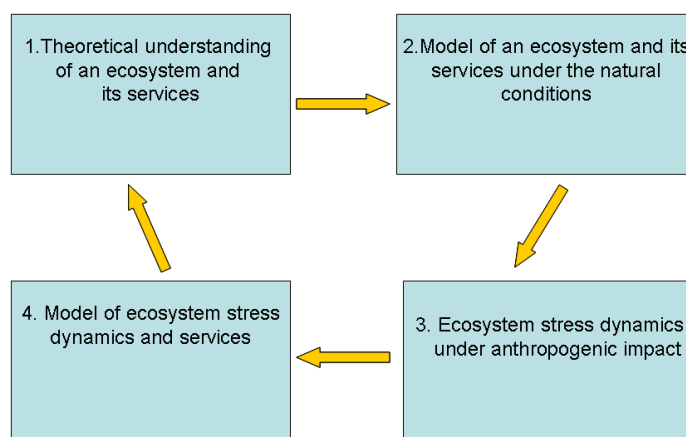 1.Theoretical understanding
of an ecosystem and
its services
2.Model of an ecosystem and its
services under the natural
conditions
3. Ecosystem stress dynamics
under anthropogenic impact
4. Model of ecosystem stress
dynamics and services